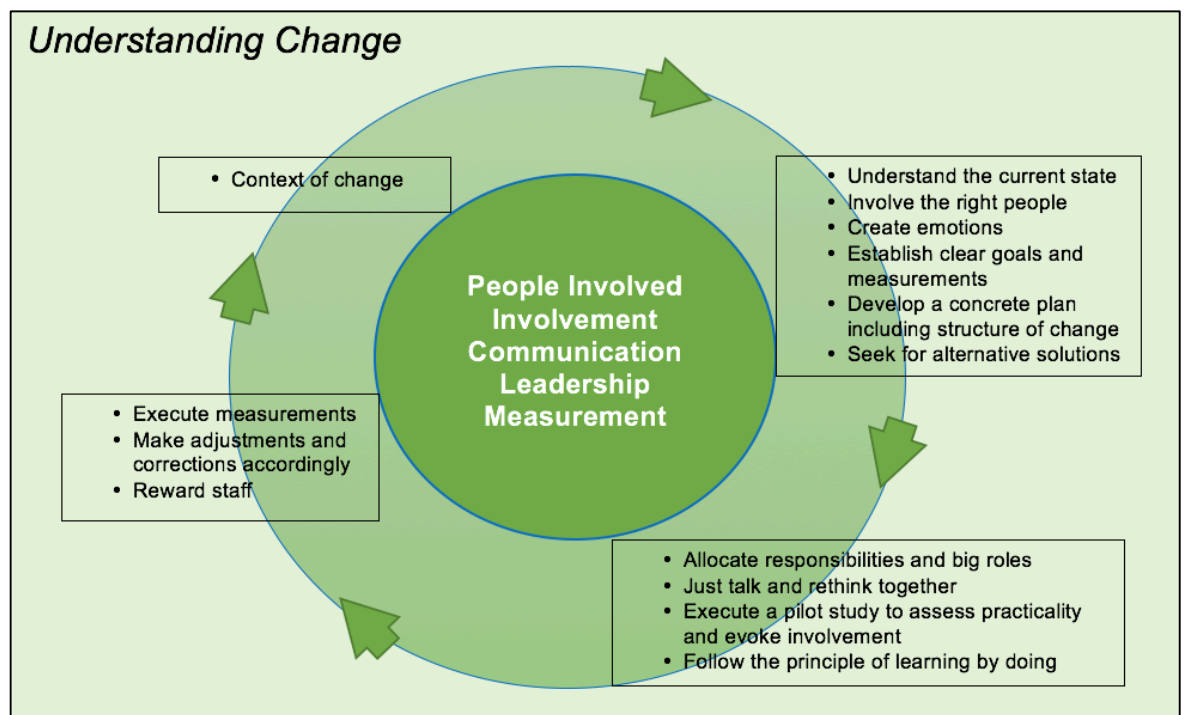 Understanding Change
• Context of change
• Understand the current state
• Involve the right people
• Create emotions
• Establish clear goals and
measurements
• Develop a concrete plan
including structure of change
• Seek for alternative solutions
People Involved
Involvement
Communication
Leadership
Measurement
• Execute measurements
• Make adjustments and
corrections accordingly
• Reward staff
• Allocate responsibilities and big roles
• Just talk and rethink together
• Execute a pilot study to assess practicality
and evoke involvement
• Follow the principle of learning by doing